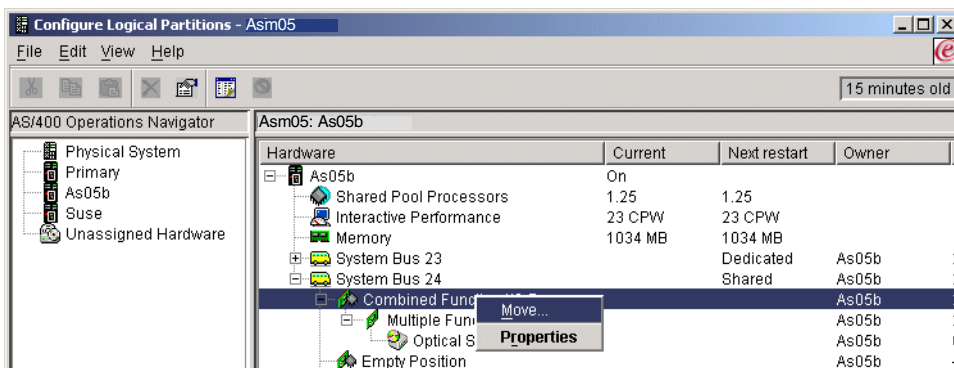 Configure Logical Partitions - Asm05
File Edit View Help
15 minutes old
AS/400 Operations Navigator
Asm05: As05b
Physical System
Primary
As05b
Suse
Unassigned Hardware
Hardware Current Next restart Owner
As05b On
Shared Pool Processors 1.25 1.25
Interactive Performance 23 CPW 23 CPW
Memory 1034 MB 1034 MB
System Bus 23 Dedicated As05b
System Bus 24 Shared As05b
Combined As05b
Move...
Multiple As05b
Properties
Optical As05b
Empty Position As05b